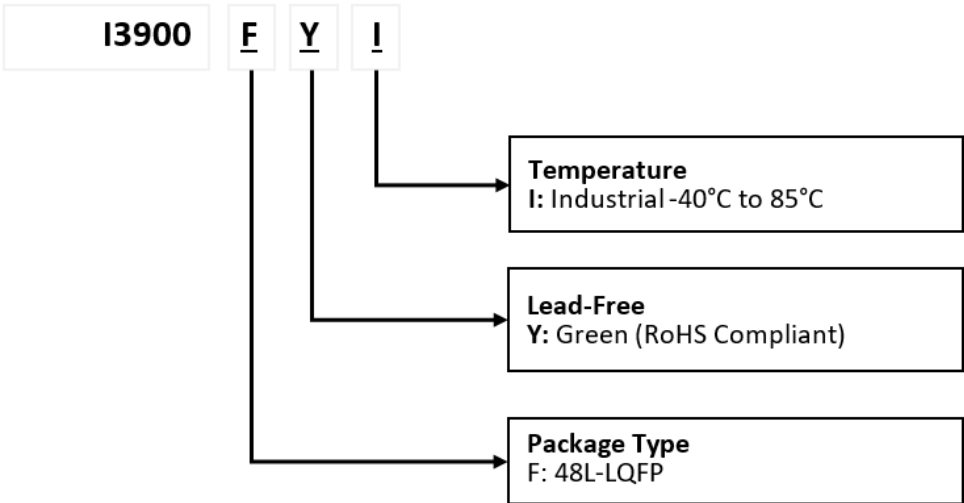 I3900 F Y I
Temperature
I: Industrial -40°C to 85°C
Lead-Free
Y: Green (RoHS Compliant)
Package Type
F: 48L-LQFP